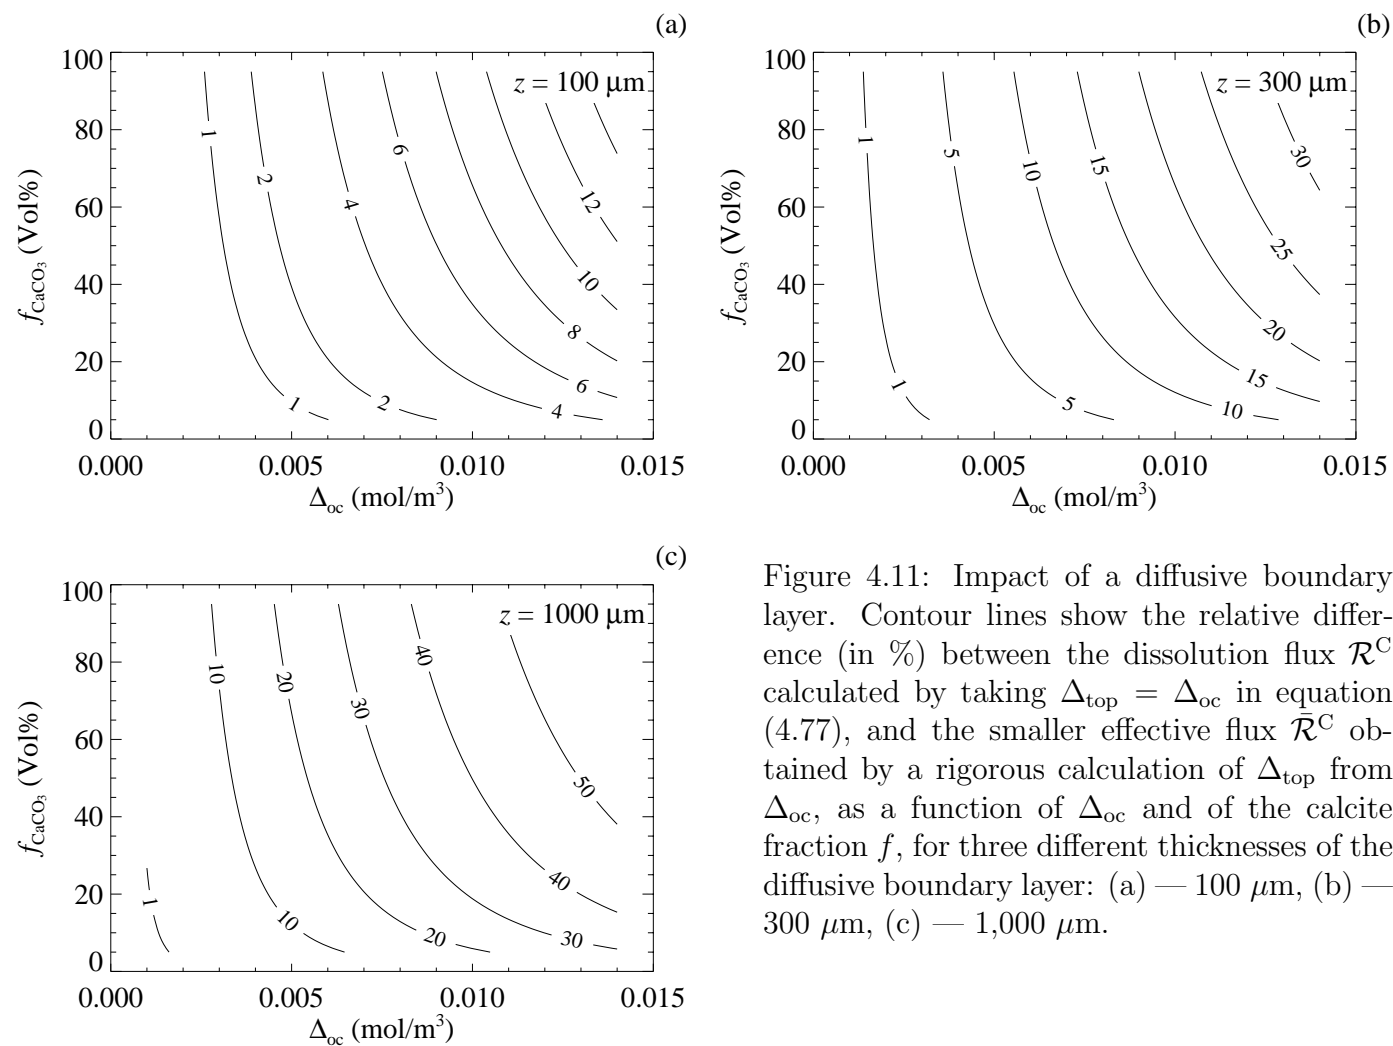 (a)
z = 100 μm
100
80
60
40
20
0
f_CaCO₃ (Vol%)
1
2
4
6
12
10
8
6
4
2
1
0.000 0.005 0.010 0.015
Δ_oc (mol/m³)
(b)
z = 300 μm
100
80
60
40
20
0
f_CaCO₃ (Vol%)
1
5
10
15
30
25
20
15
10
5
1
0.000 0.005 0.010 0.015
Δ_oc (mol/m³)
(c)
z = 1000 μm
100
80
60
40
20
0
f_CaCO₃ (Vol%)
10
20
30
40
50
40
30
20
10
1
0.000 0.005 0.010 0.015
Δ_oc (mol/m³)
Figure 4.11: Impact of a diffusive boundary
layer. Contour lines show the relative differ-
ence (in %) between the dissolution flux ℛ^C
calculated by taking Δ_top = Δ_oc in equation
(4.77), and the smaller effective flux ℛ̄^C ob-
tained by a rigorous calculation of Δ_top from
Δ_oc, as a function of Δ_oc and of the calcite
fraction f, for three different thicknesses of the
diffusive boundary layer: (a) — 100 μm, (b) —
300 μm, (c) — 1,000 μm.